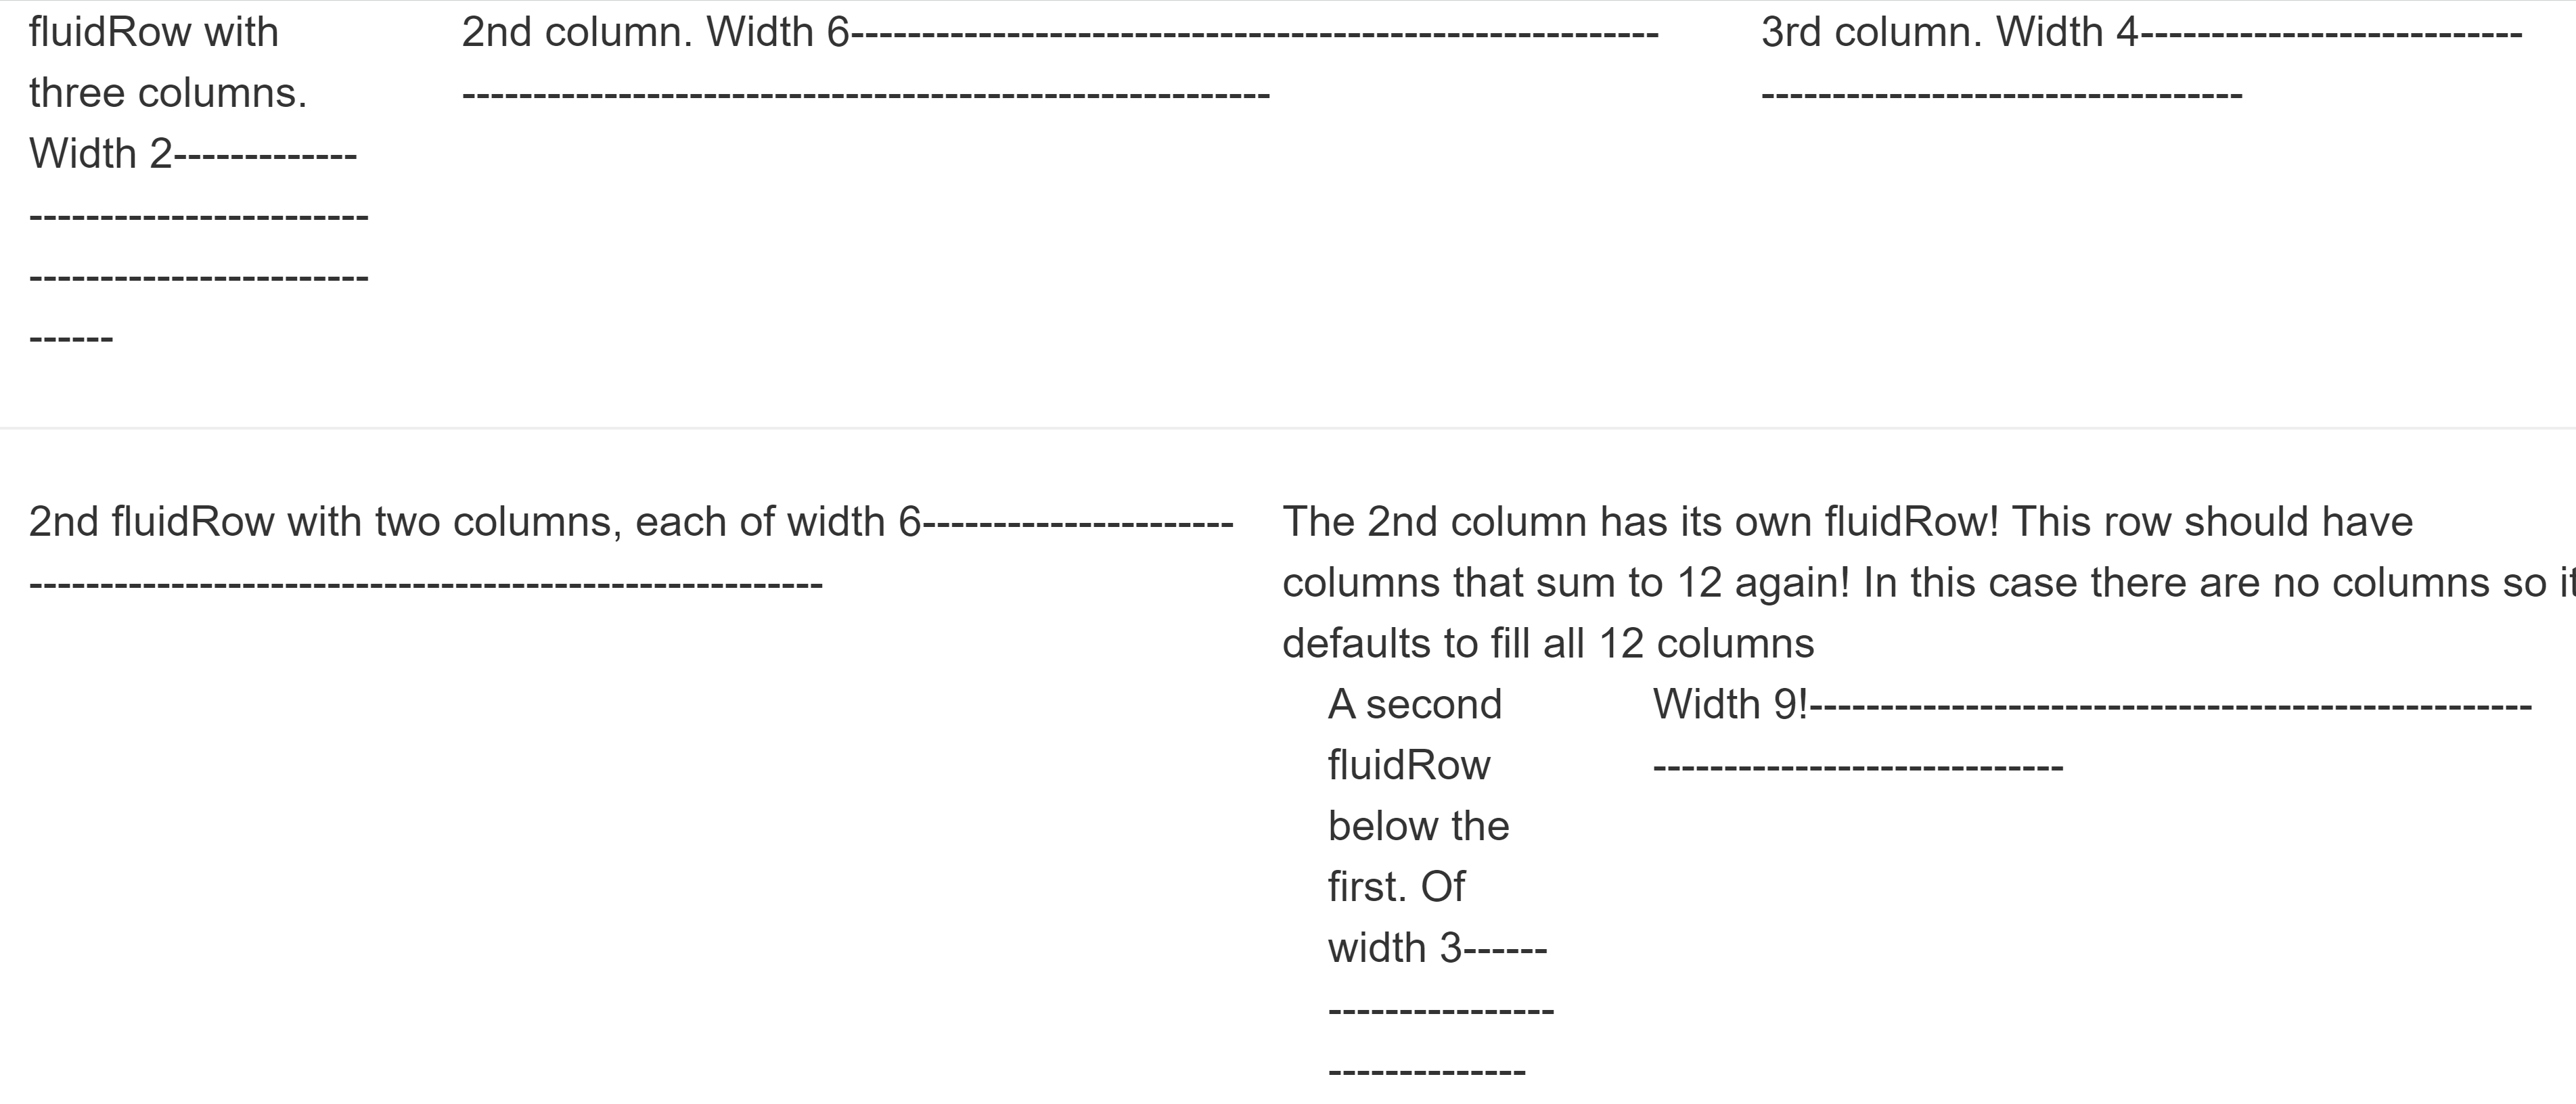 fluidRow with
three columns.
Width 2-------------
------------------------
------------------------
------
2nd column. Width 6---------------------------------------------------------
---------------------------------------------------------
3rd column. Width 4---------------------------
----------------------------------
2nd fluidRow with two columns, each of width 6----------------------
--------------------------------------------------------
The 2nd column has its own fluidRow! This row should have
columns that sum to 12 again! In this case there are no columns so it
defaults to fill all 12 columns
A second
fluidRow
below the
first. Of
width 3------
----------------
--------------
Width 9!---------------------------------------------------
-----------------------------